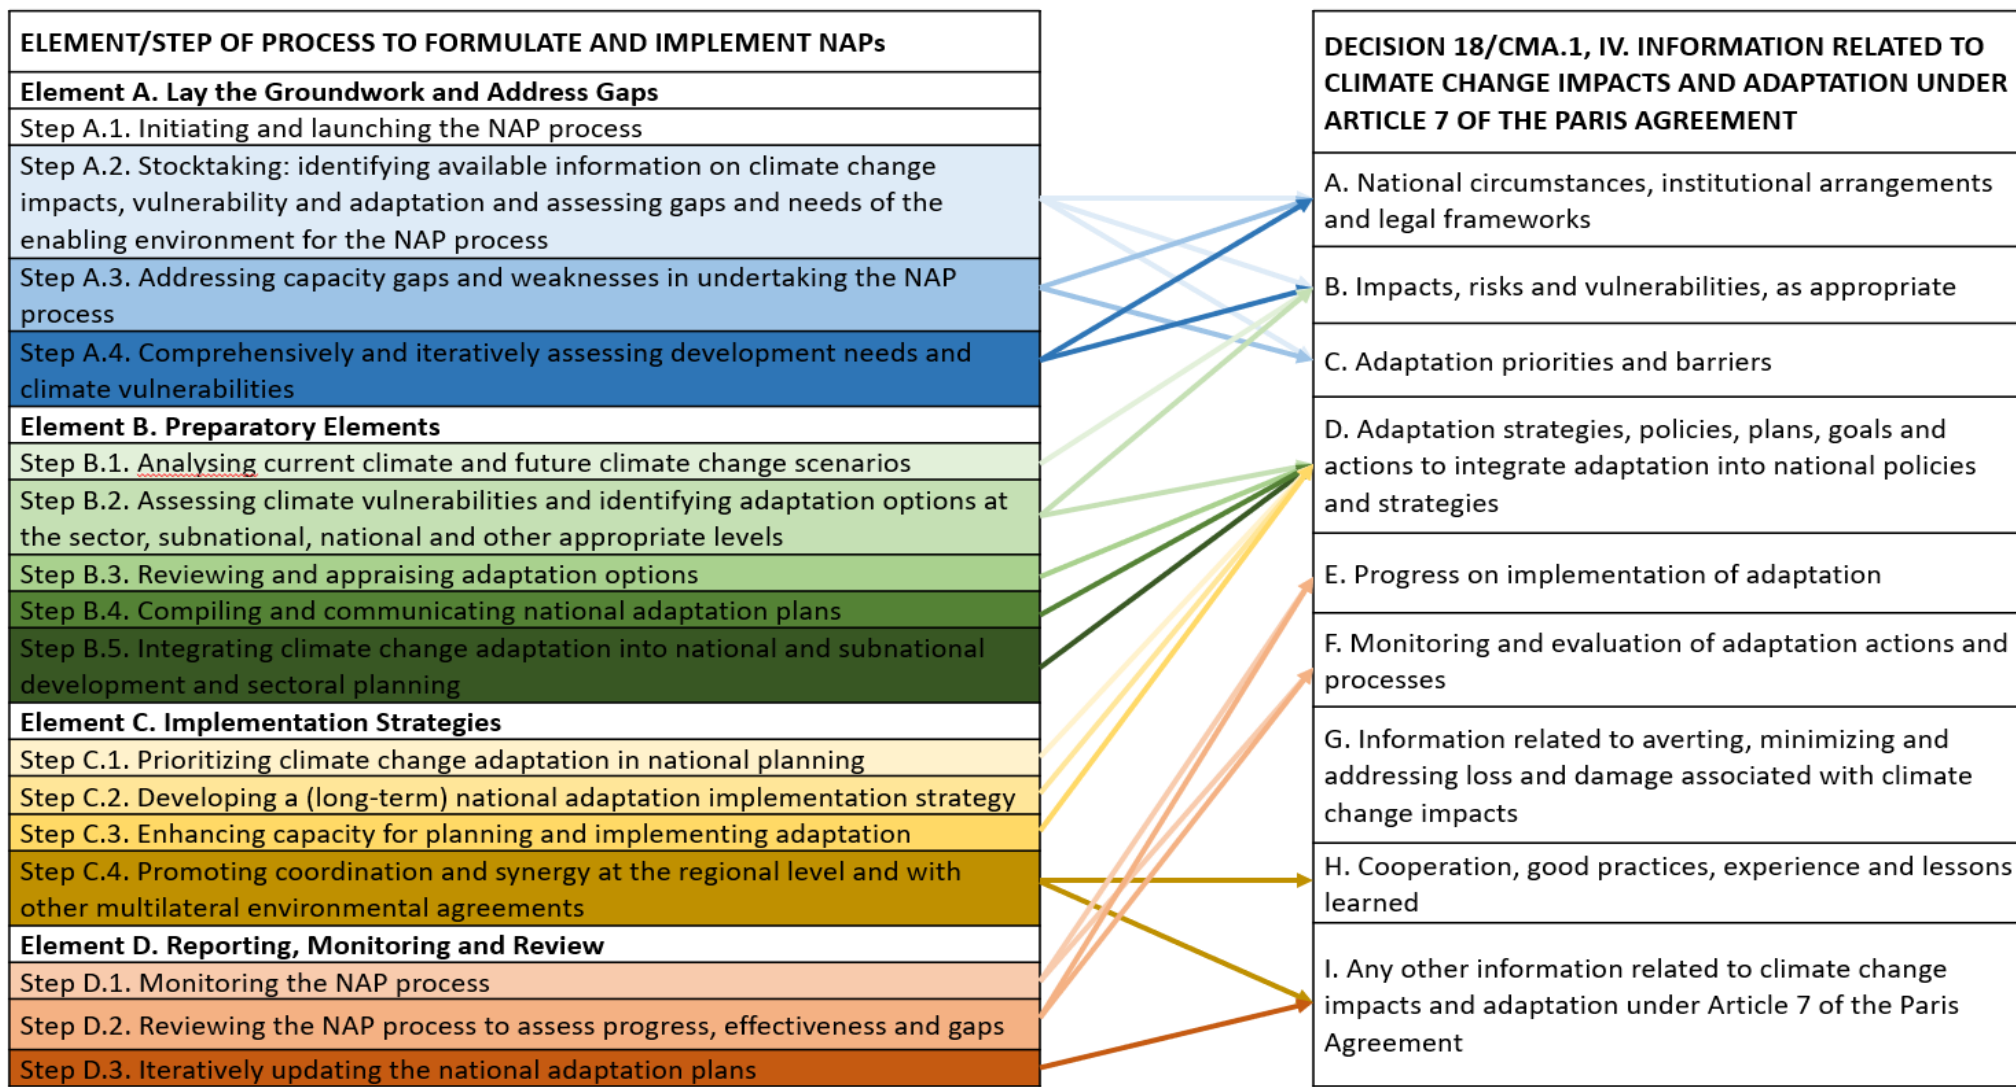 ELEMENT/STEP OF PROCESS TO FORMULATE AND IMPLEMENT NAPs
Element A. Lay the Groundwork and Address Gaps
Step A.1. Initiating and launching the NAP process
Step A.2. Stocktaking: identifying available information on climate change
impacts, vulnerability and adaptation and assessing gaps and needs of the
enabling environment for the NAP process
Step A.3. Addressing capacity gaps and weaknesses in undertaking the NAP
process
Step A.4. Comprehensively and iteratively assessing development needs and
climate vulnerabilities
Element B. Preparatory Elements
Step B.1. Analysing current climate and future climate change scenarios
Step B.2. Assessing climate vulnerabilities and identifying adaptation options at
the sector, subnational, national and other appropriate levels
Step B.3. Reviewing and appraising adaptation options
Step B.4. Compiling and communicating national adaptation plans
Step B.5. Integrating climate change adaptation into national and subnational
development and sectoral planning
Element C. Implementation Strategies
Step C.1. Prioritizing climate change adaptation in national planning
Step C.2. Developing a (long-term) national adaptation implementation strategy
Step C.3. Enhancing capacity for planning and implementing adaptation
Step C.4. Promoting coordination and synergy at the regional level and with
other multilateral environmental agreements
Element D. Reporting, Monitoring and Review
Step D.1. Monitoring the NAP process
Step D.2. Reviewing the NAP process to assess progress, effectiveness and gaps
Step D.3. Iteratively updating the national adaptation plans
DECISION 18/CMA.1, IV. INFORMATION RELATED TO
CLIMATE CHANGE IMPACTS AND ADAPTATION UNDER
ARTICLE 7 OF THE PARIS AGREEMENT
A. National circumstances, institutional arrangements
and legal frameworks
B. Impacts, risks and vulnerabilities, as appropriate
C. Adaptation priorities and barriers
D. Adaptation strategies, policies, plans, goals and
actions to integrate adaptation into national policies
and strategies
E. Progress on implementation of adaptation
F. Monitoring and evaluation of adaptation actions and
processes
G. Information related to averting, minimizing and
addressing loss and damage associated with climate
change impacts
H. Cooperation, good practices, experience and lessons
learned
I. Any other information related to climate change
impacts and adaptation under Article 7 of the Paris
Agreement